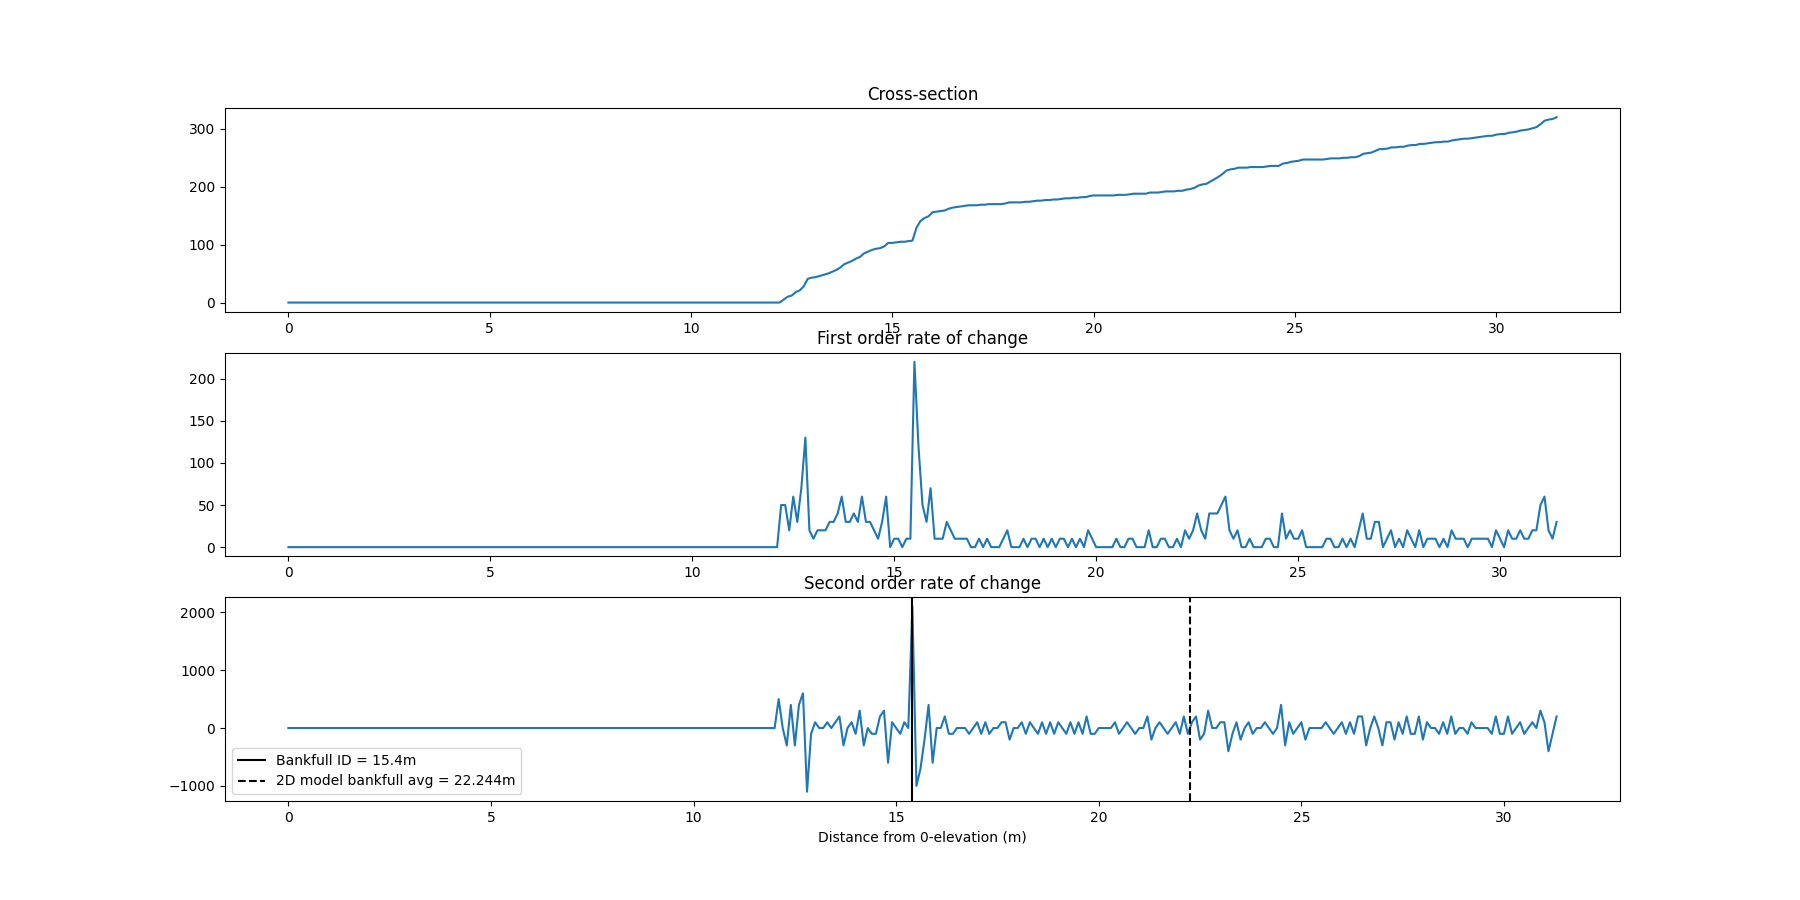 Cross-section
300
200
100
0
0 5 10 15 20 25 30
First order rate of change
200
150
100
50
0
0 5 10 15 20 25 30
Second order rate of change
2000
1000
0
−1000
Bankfull ID = 15.4m
2D model bankfull avg = 22.244m
0 5 10 15 20 25 30
Distance from 0-elevation (m)